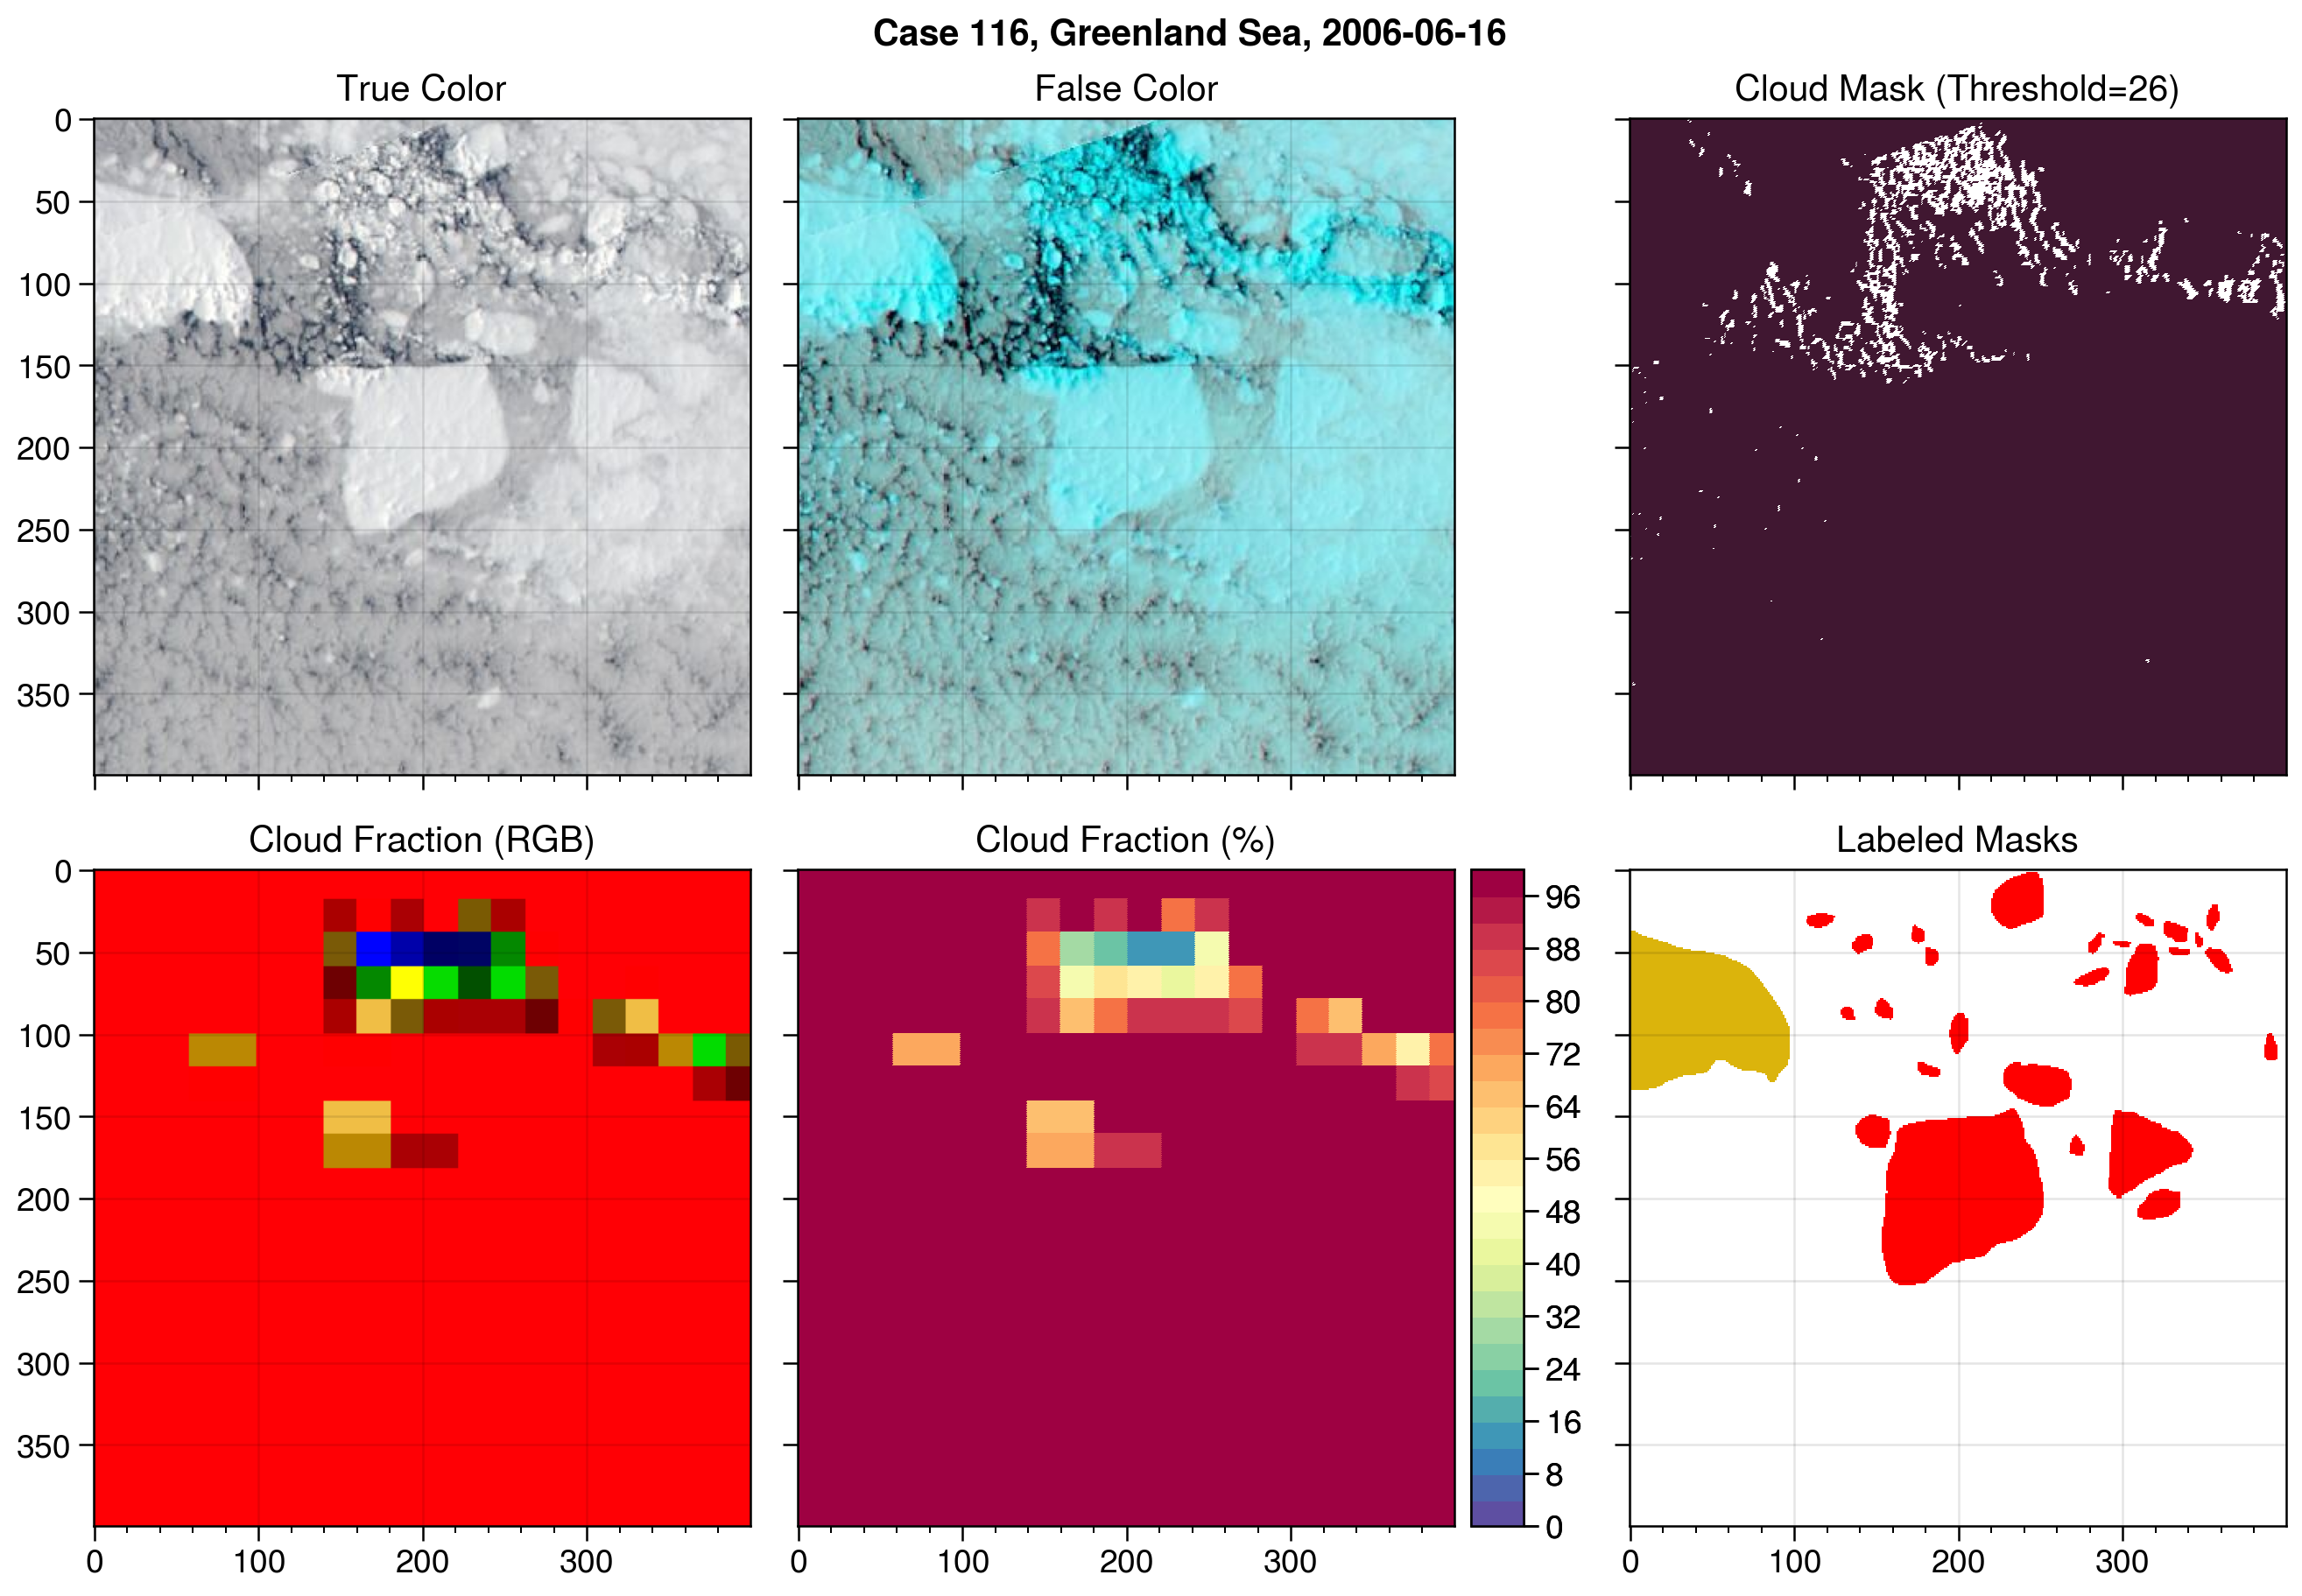 Case 116, Greenland Sea, 2006-06-16
True Color
False Color
Cloud Mask (Threshold=26)
0
50
100
150
200
250
300
350
Cloud Fraction (RGB)
Cloud Fraction (%)
Labeled Masks
0
50
100
150
200
250
300
350
96
88
80
72
64
56
48
40
32
24
16
8
0
0 100 200 300
0 100 200 300
0 100 200 300